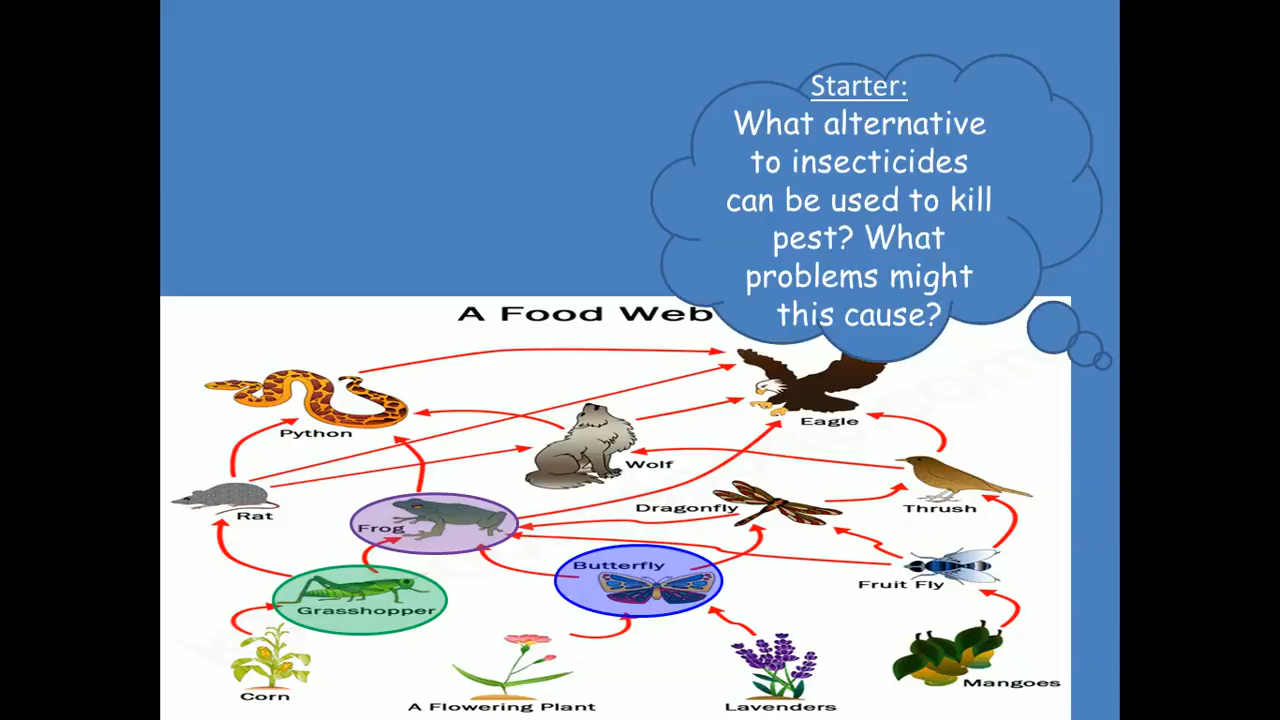 Starter:
What alternative
to insecticides
can be used to kill
pest? What
problems might
this cause?
A Food Web
Python
Eagle
Wolf
Rat
Frog
Dragonfly
Thrush
Butterfly
Fruit Fly
Grasshopper
Corn
A Flowering Plant
Lavenders
Mangoes